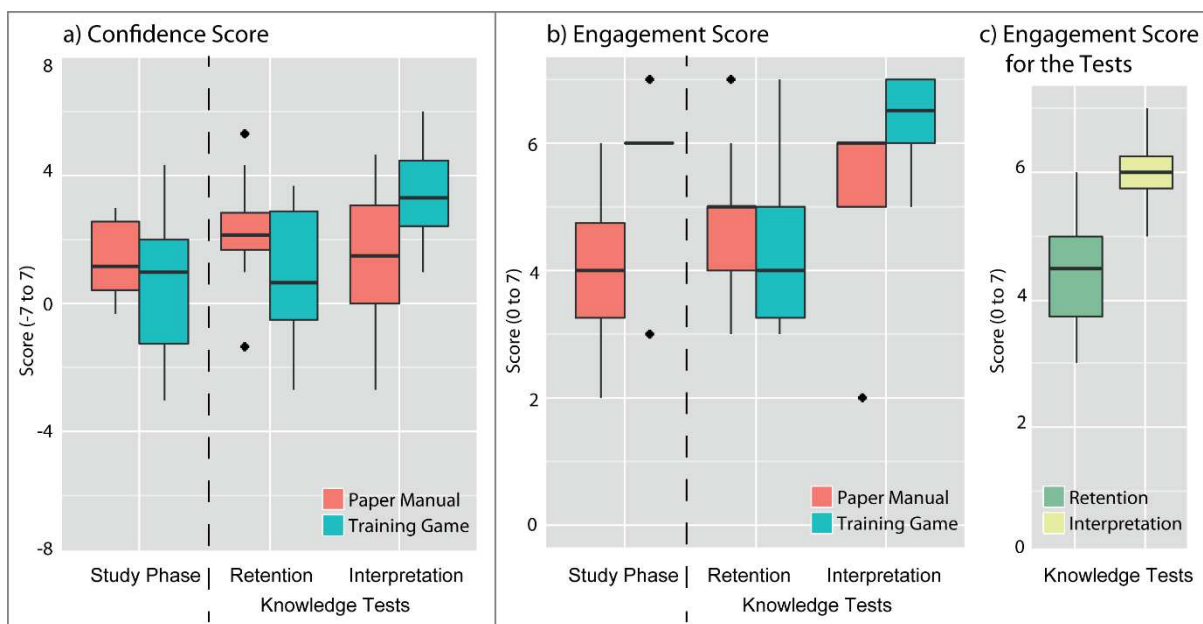 a) Confidence Score
8
4
0
-4
-8
Score (-7 to 7)
Paper Manual
Training Game
Study Phase
Retention
Interpretation
Knowledge Tests
b) Engagement Score
6
4
2
0
Score (0 to 7)
Paper Manual
Training Game
Study Phase
Retention
Interpretation
Knowledge Tests
c) Engagement Score
for the Tests
6
4
2
0
Score (0 to 7)
Retention
Interpretation
Knowledge Tests